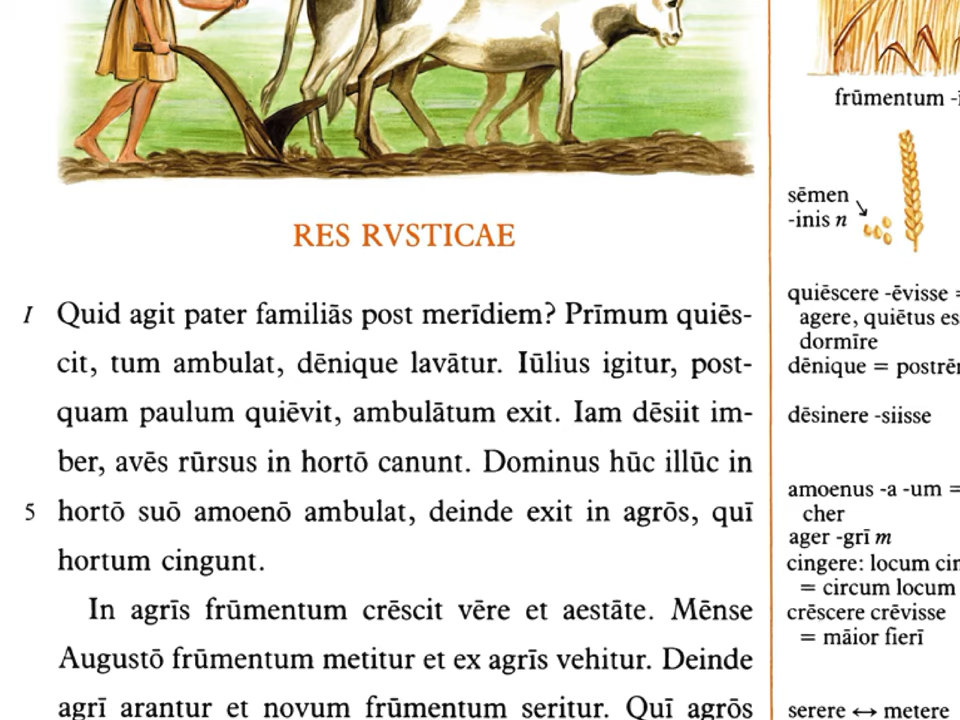 RES RVSTICAE
I Quid agit pater familiās post merīdiem? Prīmum quiēs-
cit, tum ambulat, dēnique lavātur. Iūlius igitur, post-
quam paulum quiēvit, ambulātum exit. Iam dēsiit im-
ber, avēs rūrsus in hortō canunt. Dominus hūc illūc in
5 hortō suō amoenō ambulat, deinde exit in agrōs, quī
hortum cingunt.
In agrīs frūmentum crēscit vēre et aestāte. Mēnse
Augustō frūmentum metitur et ex agrīs vehitur. Deinde
agrī arantur et novum frūmentum seritur. Quī agrōs
frūmentum
sēmen
-inis n
quiēscere -ēvisse =
agere, quiētus
dormīre
dēnique =
dēsinere -siisse
amoenus -a -um =
cher
ager -grī m
cingere: locum
= circum locum
crēscere crēvisse
= māior fierī
serere ↔ metere